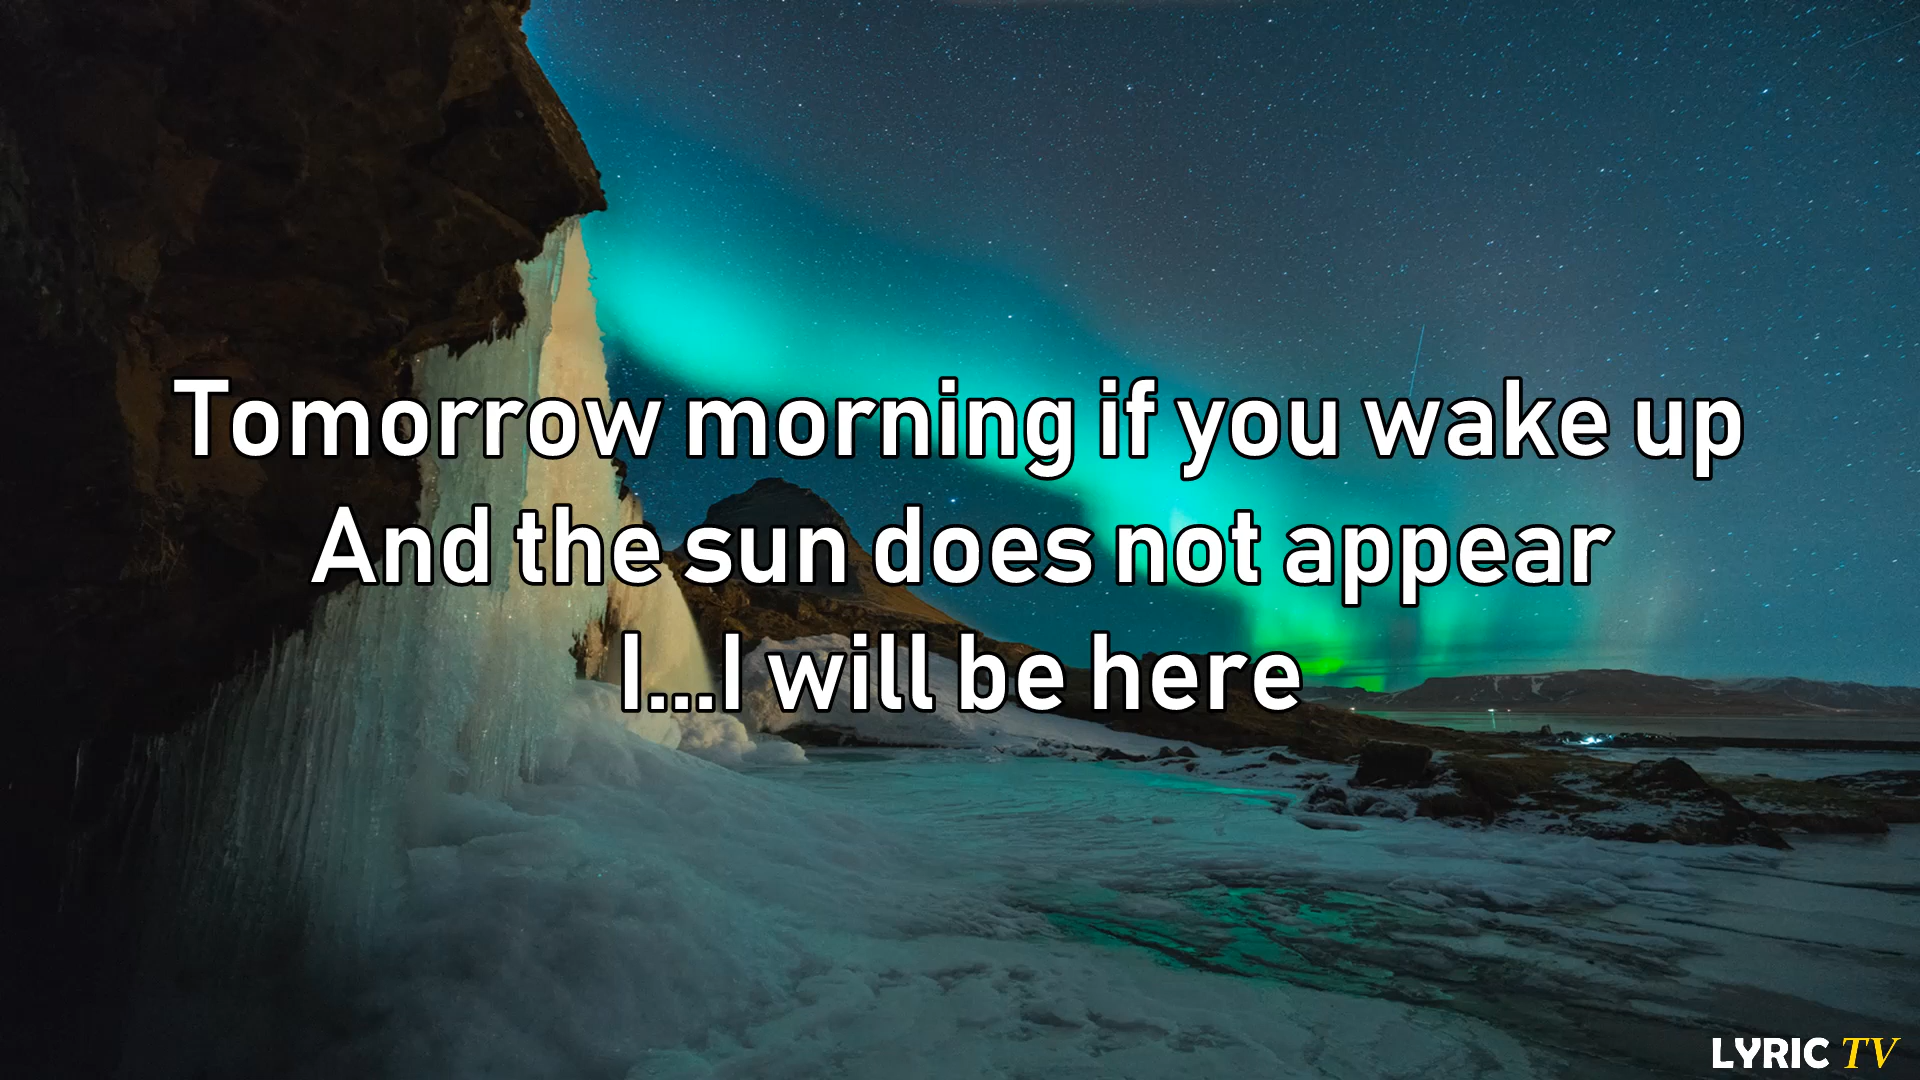 Tomorrow morning if you wake up
And the sun does not appear
I...I will be here
LYRIC TV